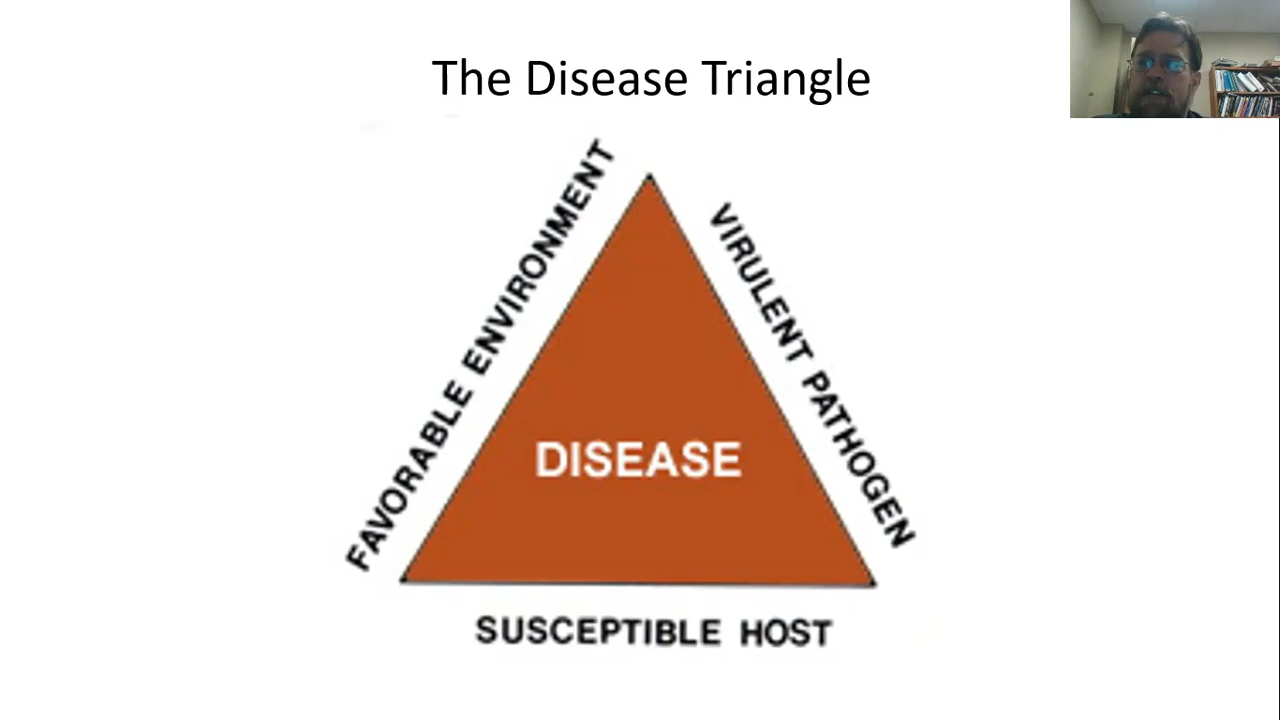 The Disease Triangle
FAVORABLE ENVIRONMENT
VIRULENT PATHOGEN
DISEASE
SUSCEPTIBLE HOST